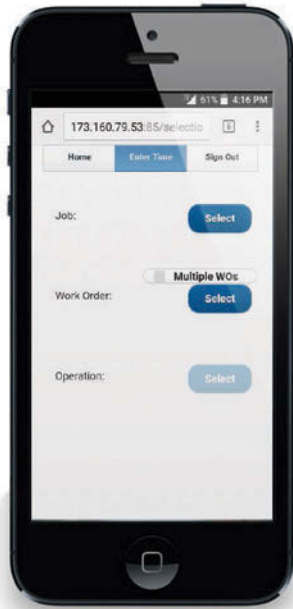 61% 4:16 PM
173.160.79.53:85/selectio
Home Enter Time Sign Out
Job: Select
Multiple WOs
Work Order: Select
Operation: Select